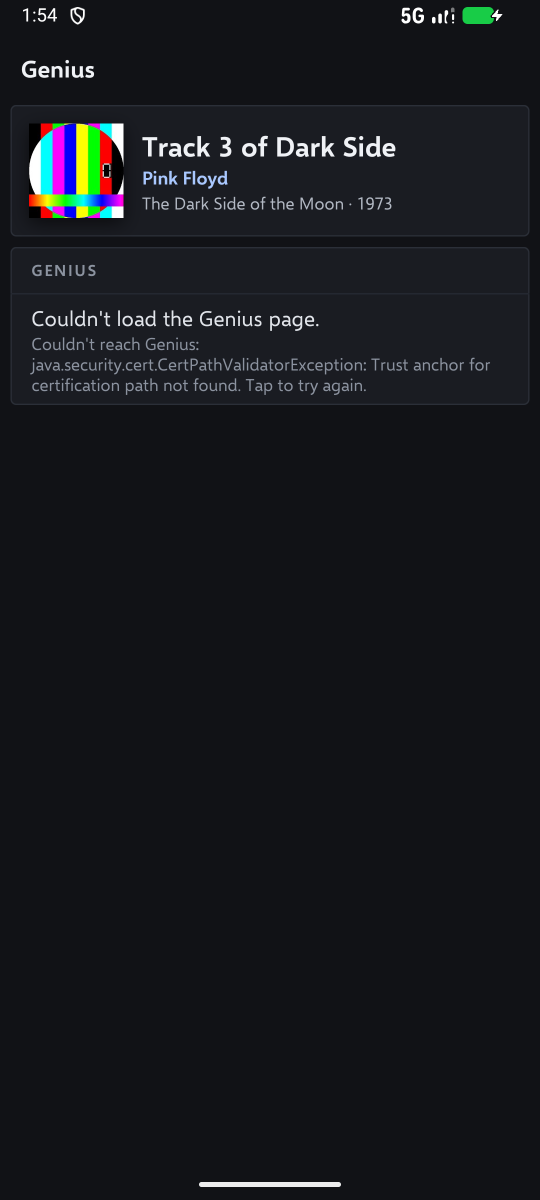 1:54
5G
Genius
Track 3 of Dark Side
Pink Floyd
The Dark Side of the Moon · 1973
GENIUS
Couldn't load the Genius page.
Couldn't reach Genius:
java.security.cert.CertPathValidatorException: Trust anchor for
certification path not found. Tap to try again.